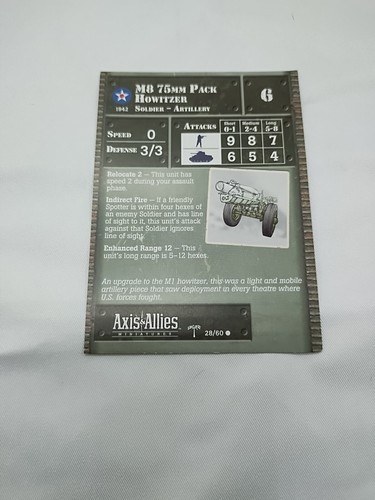 M8 75mm Pack
Howitzer
6
1942 Soldier – Artillery
Speed 0
Defense 3/3
Attacks Short 0-1 Medium 2-4 Long 5-8
9 8 7
6 5 4
Relocate 2 — This unit has
speed 2 during your assault
phase.
Indirect Fire — If a friendly
Spotter is within four hexes of
an enemy Soldier and has line
of sight to it, this unit's attack
against that Soldier ignores
line of sight.
Enhanced Range 12 — This
unit's long range is 5–12 hexes.
An upgrade to the M1 howitzer, this was a light and mobile
artillery piece that saw deployment in every theatre where
U.S. forces fought.
Axis & Allies
MINIATURES
28/60